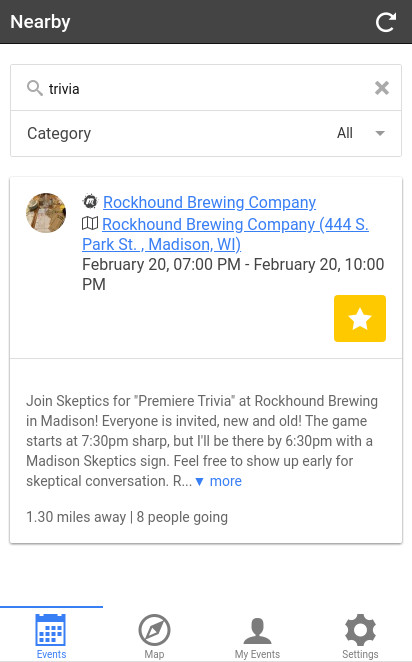 Nearby
trivia
Category All
Rockhound Brewing Company
Rockhound Brewing Company (444 S.
Park St. , Madison, WI)
February 20, 07:00 PM - February 20, 10:00
PM
Join Skeptics for "Premiere Trivia" at Rockhound Brewing
in Madison! Everyone is invited, new and old! The game
starts at 7:30pm sharp, but I'll be there by 6:30pm with a
Madison Skeptics sign. Feel free to show up early for
skeptical conversation. R...▼ more
1.30 miles away | 8 people going
Events Map My Events Settings